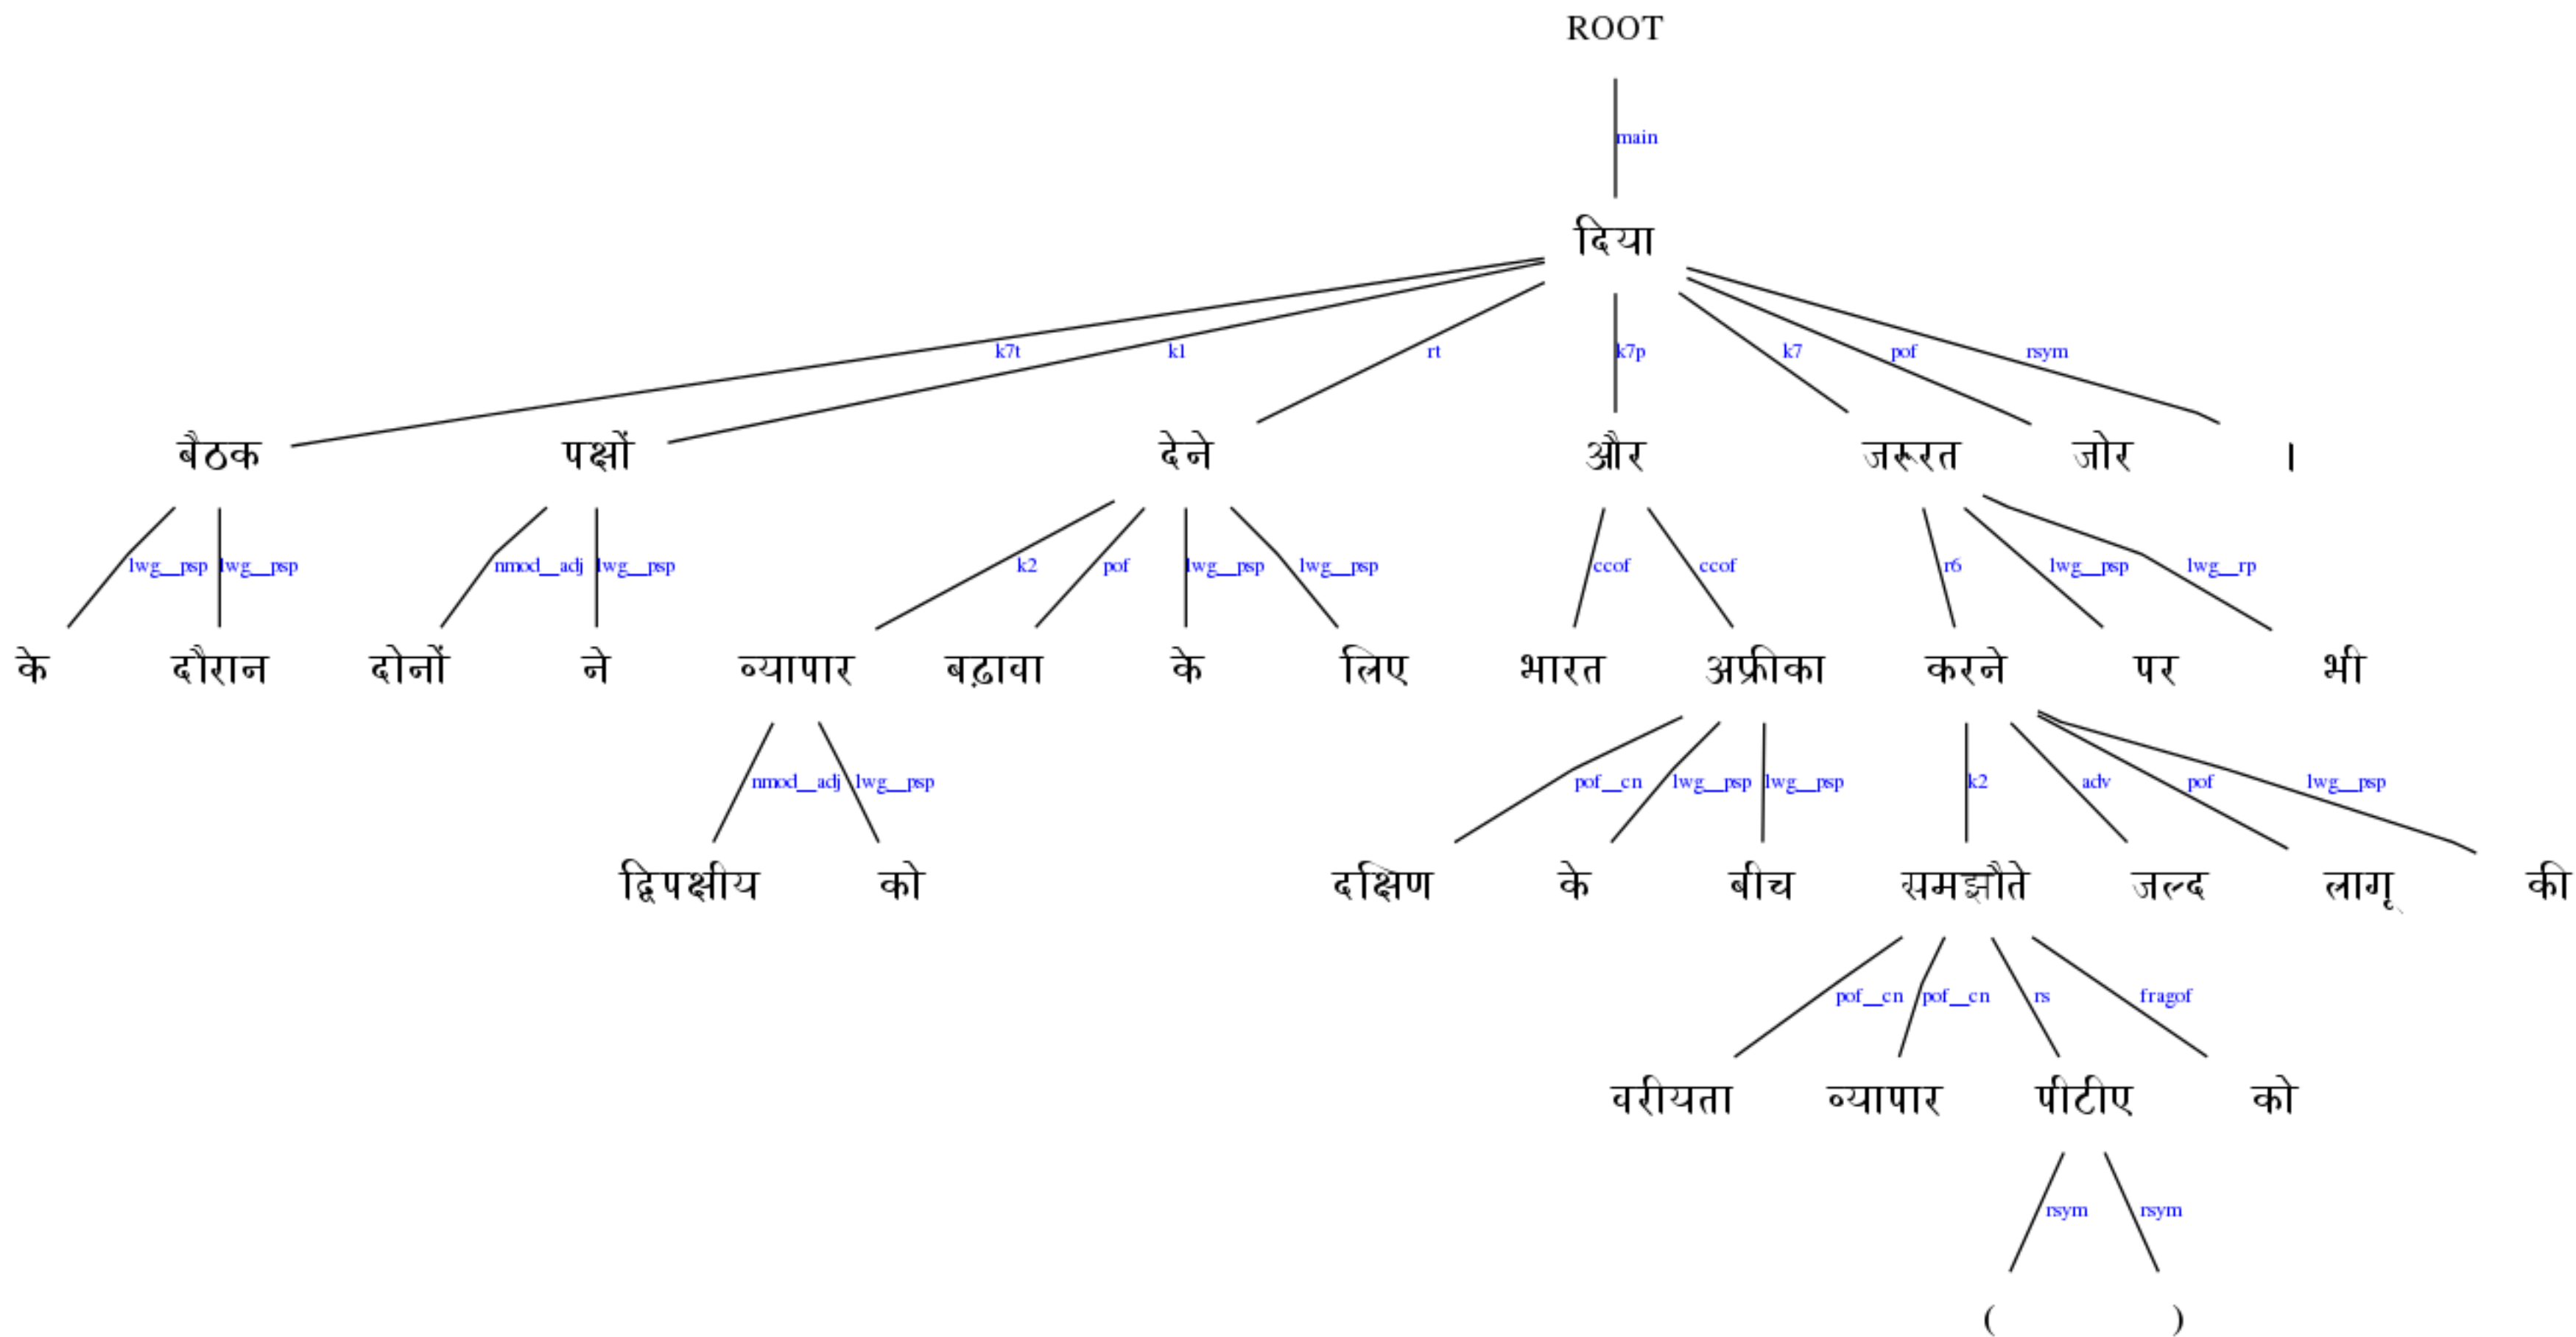 ROOT
main
दिया
k7t k1 rt k7p k7 pof rsym
बैठक पक्षों देने और जरूरत जोर ।
lwg__psp lwg__psp nmod__adj lwg__psp k2 pof lwg__psp lwg__psp ccof ccof r6 lwg__psp lwg__rp
के दौरान दोनों ने व्यापार बढ़ावा के लिए भारत अफ्रीका करने पर भी
nmod__adj lwg__psp pof__cn lwg__psp lwg__psp k2 adv pof lwg__psp
द्विपक्षीय को दक्षिण के बीच समझौते जल्द लागू की
pof__cn pof__cn rs fragof
वरीयता व्यापार पीटीए को
rsym rsym
( )